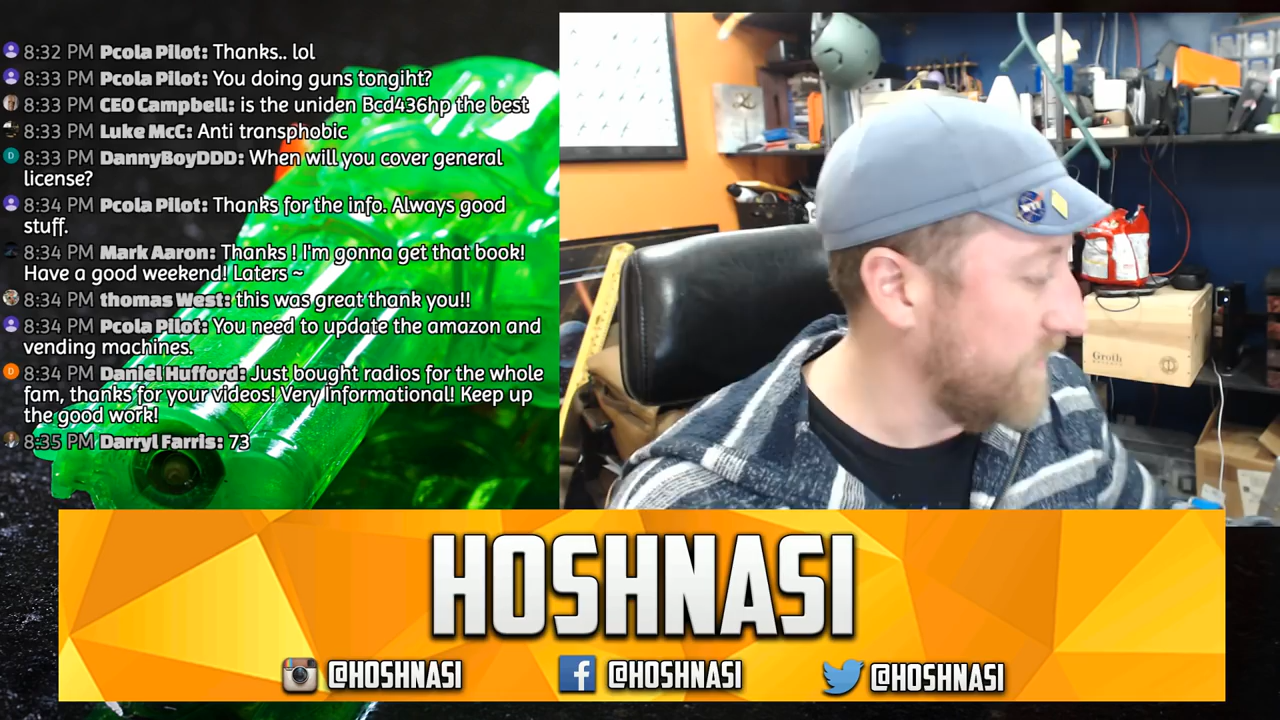 8:32 PM Pcola Pilot: Thanks.. lol
8:33 PM Pcola Pilot: You doing guns tongiht?
8:33 PM CEO Campbell: is the uniden Bcd436hp the best
8:33 PM Luke McC: Anti transphobic
8:33 PM DannyBoyDDD: When will you cover general
license?
8:34 PM Pcola Pilot: Thanks for the info. Always good
stuff.
8:34 PM Mark Aaron: Thanks ! I'm gonna get that book!
Have a good weekend! Laters ~
8:34 PM thomas West: this was great thank you!!
8:34 PM Pcola Pilot: You need to update the amazon and
vending machines.
8:34 PM Daniel Hufford: Just bought radios for the whole
fam, thanks for your videos! Very Informational! Keep up
the good work!
8:35 PM Darryl Farris: 73
Groth
HOSHNASI
@HOSHNASI
@HOSHNASI
@HOSHNASI